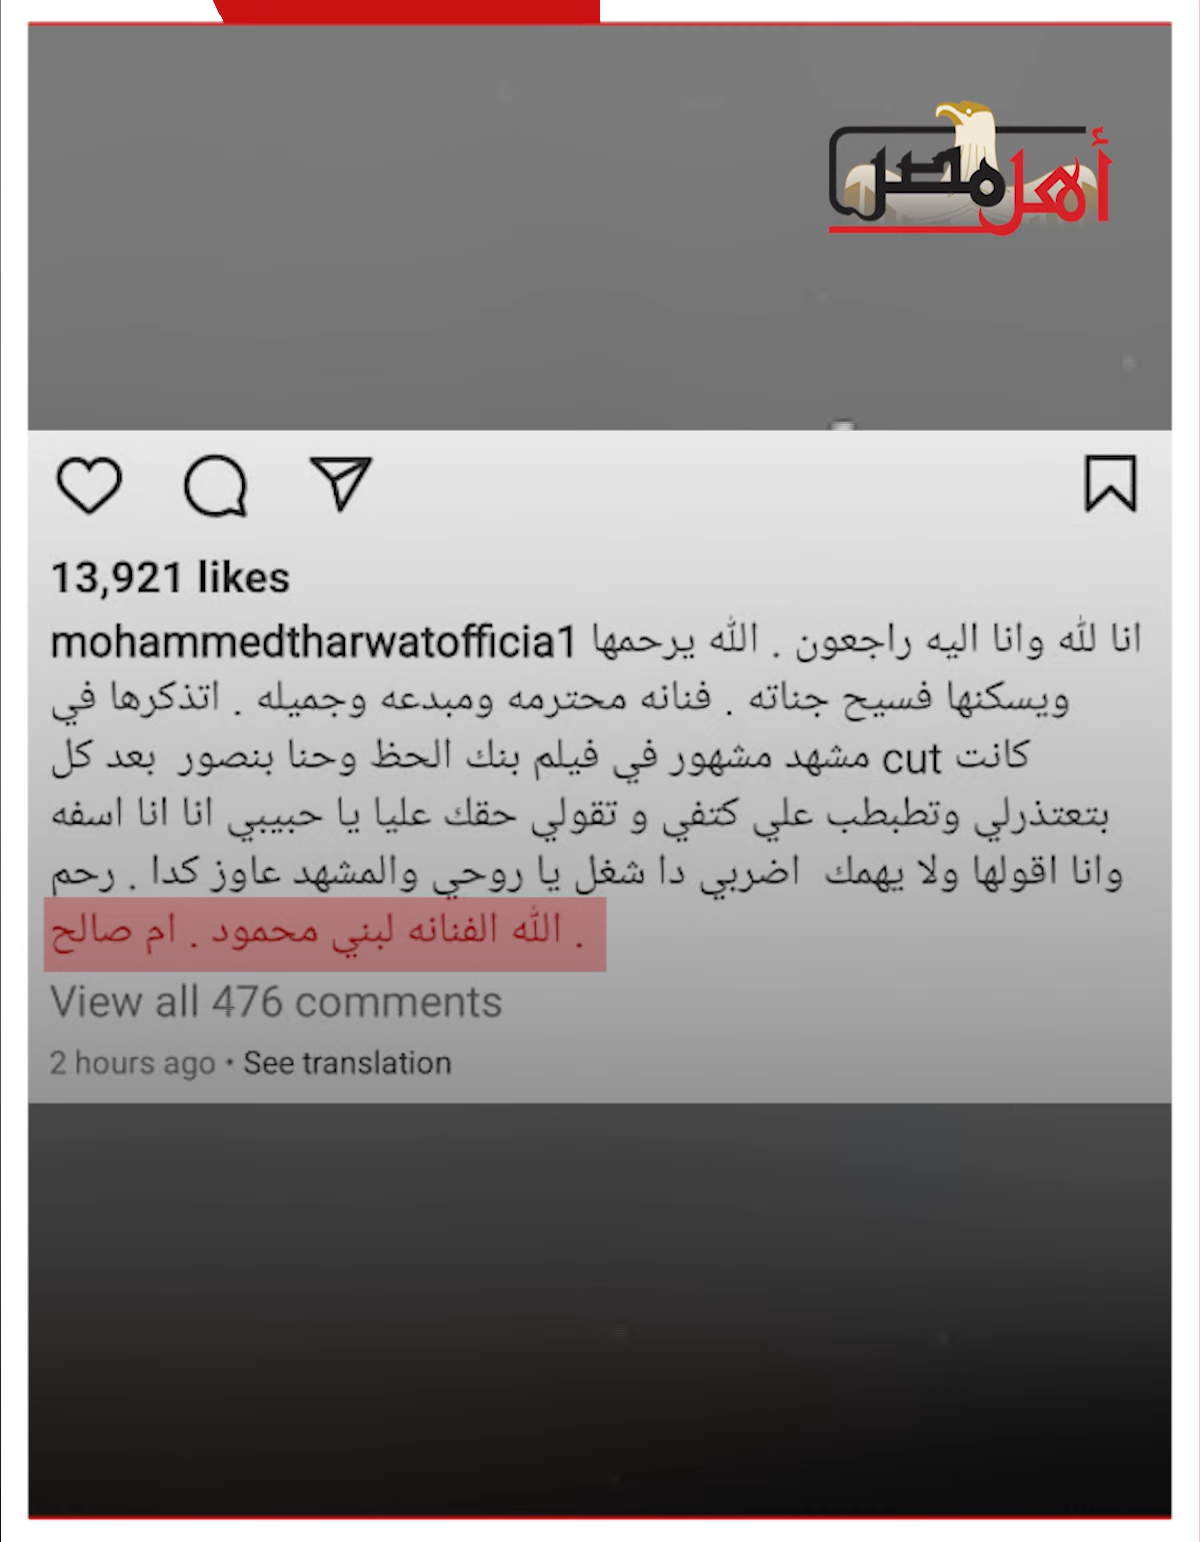 أهل مصر
13,921 likes
mohammedtharwatofficia1 انا لله وانا اليه راجعون . الله يرحمها
ويسكنها فسيح جناته . فنانه محترمه ومبدعه وجميله . اتذكرها في
مشهد مشهور في فيلم بنك الحظ وحنا بنصور بعد كل cut كانت
بتعتذرلي وتطبطب علي كتفي و تقولي حقك عليا يا حبيبي انا انا اسفه
وانا اقولها ولا يهمك اضربي دا شغل يا روحي والمشهد عاوز كدا . رحم
الله الفنانه لبني محمود . ام صالح .
View all 476 comments
2 hours ago • See translation